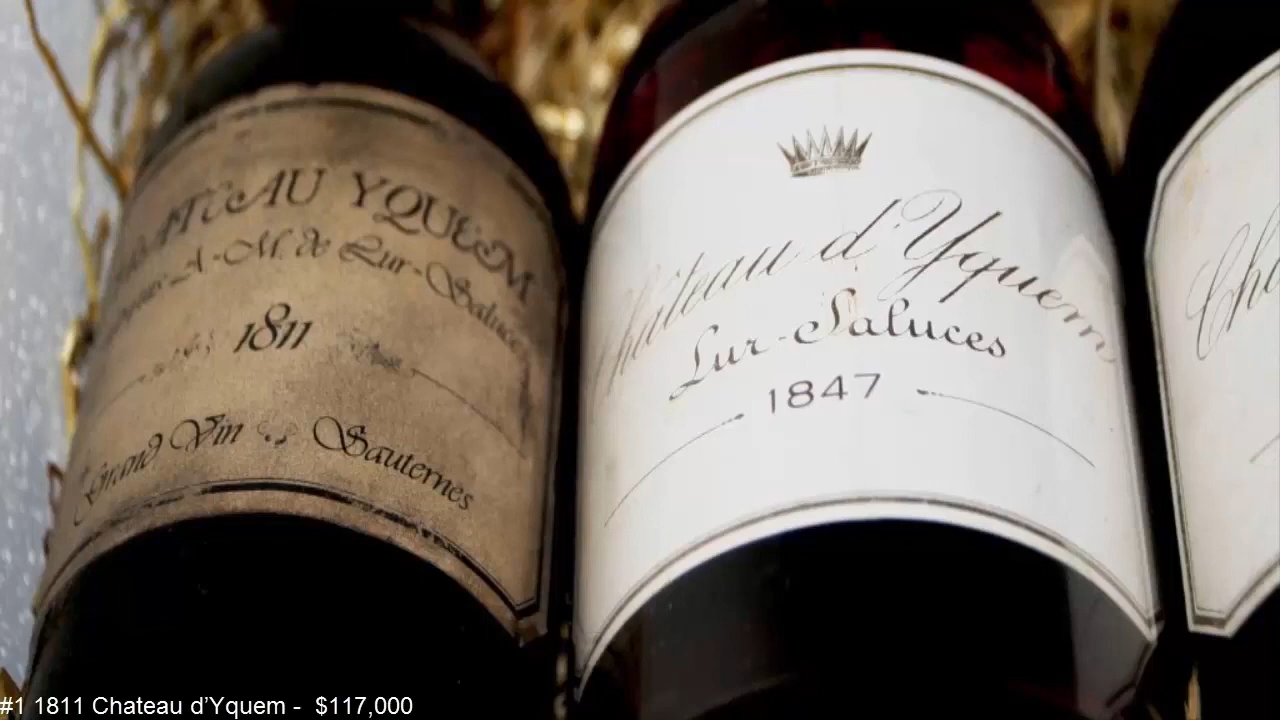 CHATEAU YQUEM
A-M. de Lur-Saluces
1811
Grand Vin Sauternes
Château d'Yquem
Lur-Saluces
1847
#1 1811 Chateau d'Yquem - $117,000